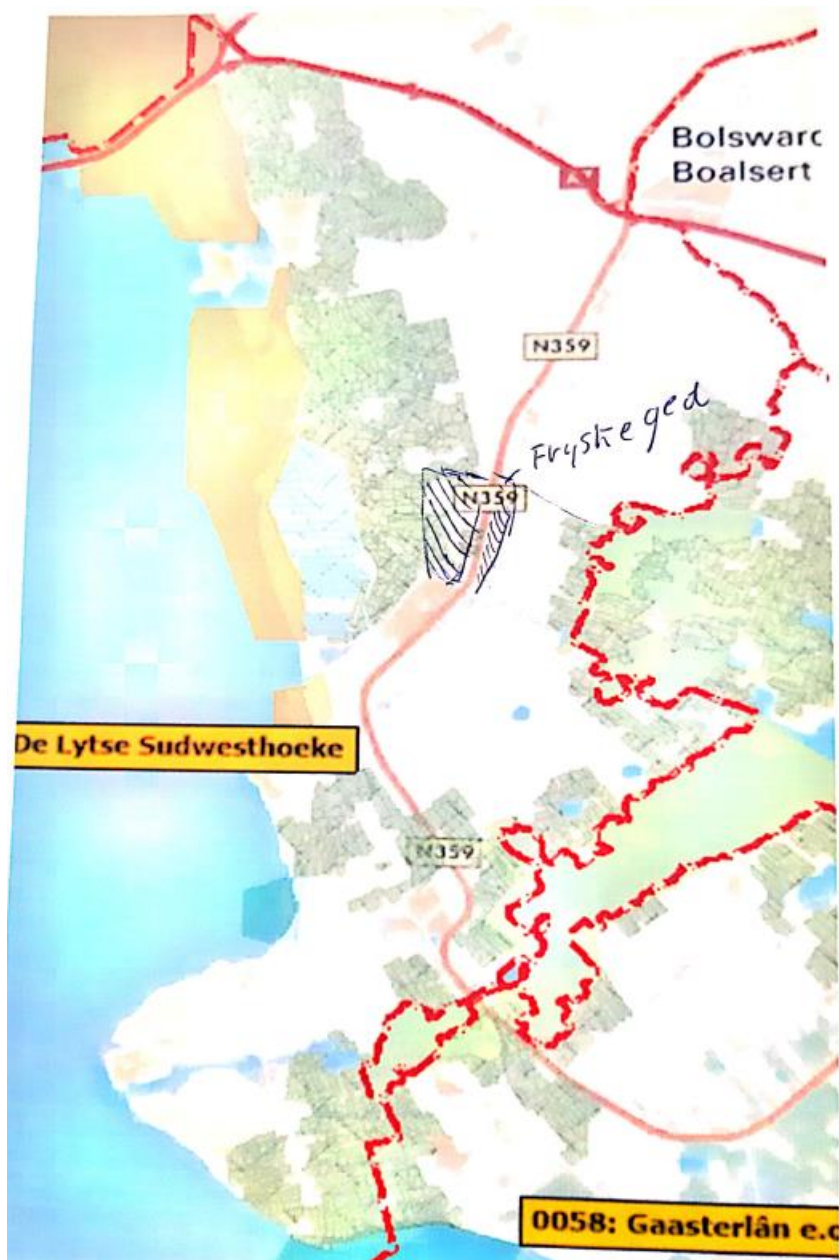 Bolsward
Boalsert
N359
Fryske ged
N359
De Lytse Sudwesthoeke
N359
0058: Gaasterlân e.o